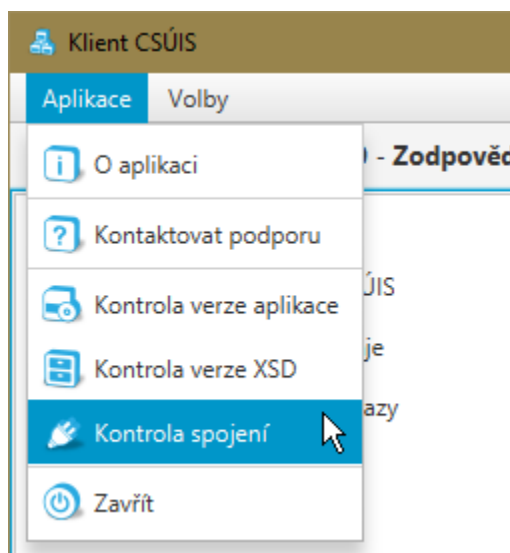 Klient CSÚIS
Aplikace Volby
- Zodpověd
O aplikaci
Kontaktovat podporu
ÚIS
Kontrola verze aplikace
je
Kontrola verze XSD
azy
Kontrola spojení
Zavřít